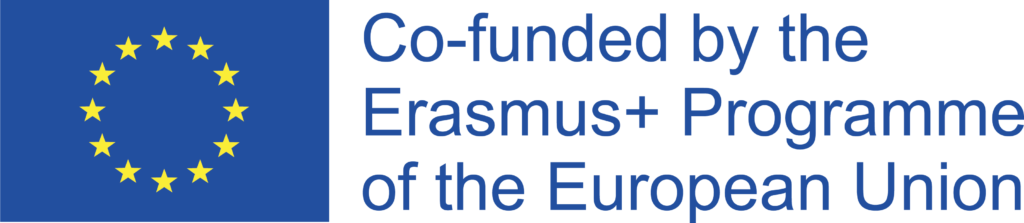 Co-funded by the
Erasmus+ Programme
of the European Union